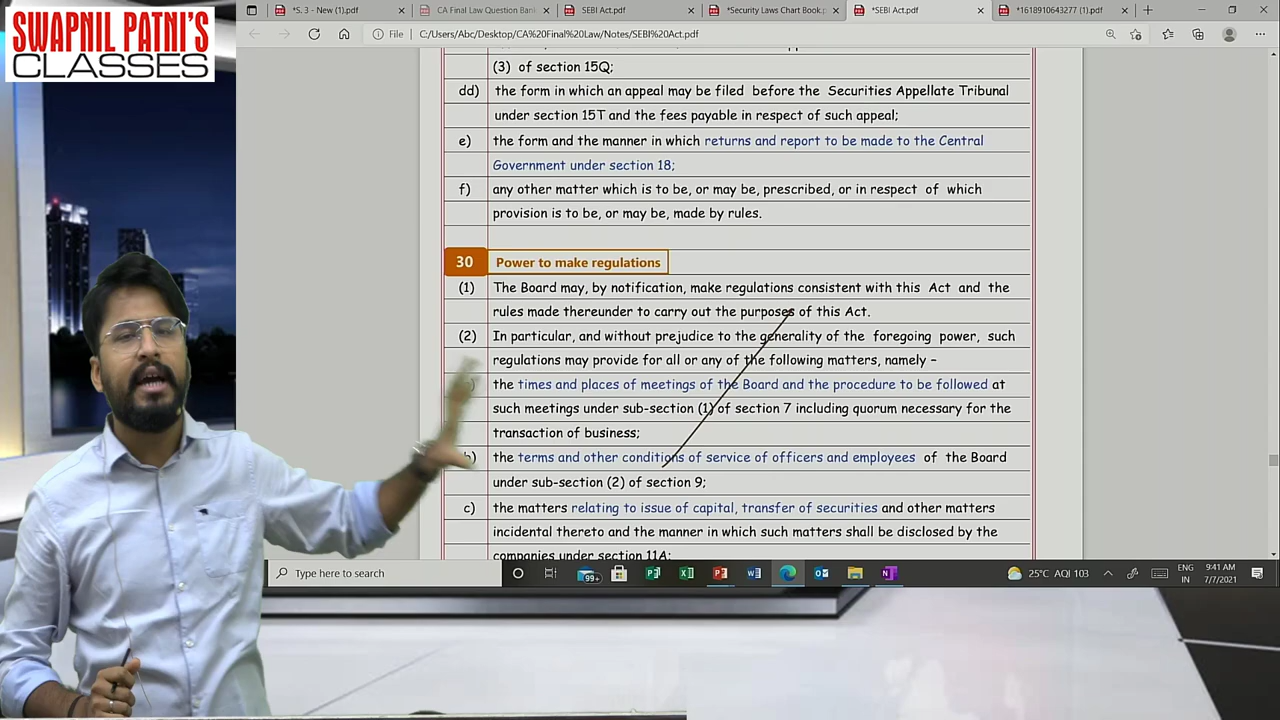 SWAPNIL PATNI'S
CLASSES
*S. 3 - New (1).pdf
CA Final Law Question Bank
SEBI Act.pdf
*Security Laws Chart Book.p
*SEBI Act.pdf
*1618910643277 (1).pdf
File
C:/Users/Abc/Desktop/CA%20Final%20Law/Notes/SEBI%20Act.pdf
(3) of section 15Q;
dd) the form in which an appeal may be filed before the Securities Appellate Tribunal
under section 15T and the fees payable in respect of such appeal;
e) the form and the manner in which returns and report to be made to the Central
Government under section 18;
f) any other matter which is to be, or may be, prescribed, or in respect of which
provision is to be, or may be, made by rules.
30 Power to make regulations
(1) The Board may, by notification, make regulations consistent with this Act and the
rules made thereunder to carry out the purposes of this Act.
(2) In particular, and without prejudice to the generality of the foregoing power, such
regulations may provide for all or any of the following matters, namely –
the times and places of meetings of the Board and the procedure to be followed at
such meetings under sub-section (1) of section 7 including quorum necessary for the
transaction of business;
the terms and other conditions of service of officers and employees of the Board
under sub-section (2) of section 9;
c) the matters relating to issue of capital, transfer of securities and other matters
incidental thereto and the manner in which such matters shall be disclosed by the
companies under section 11A;
Type here to search
99+
25°C AQI 103
ENG
IN
9:41 AM
7/7/2021